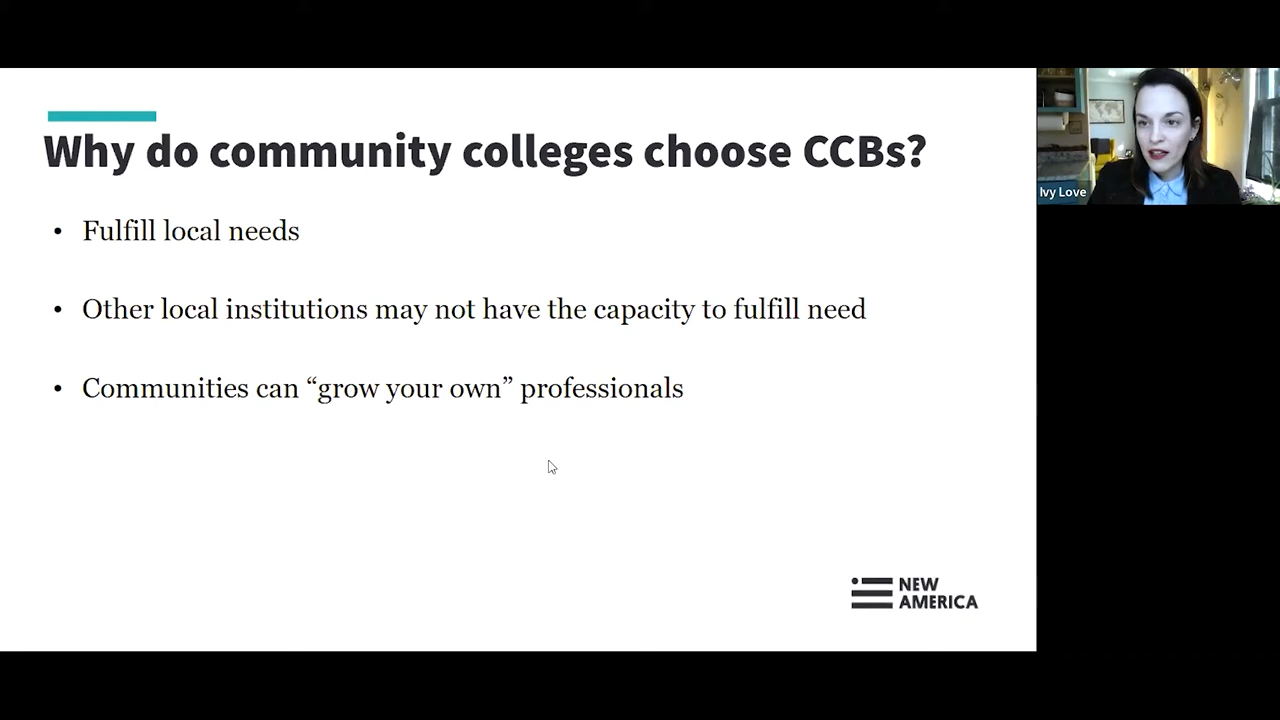 Why do community colleges choose CCBs?
• Fulfill local needs
• Other local institutions may not have the capacity to fulfill need
• Communities can “grow your own” professionals
NEW
AMERICA
Ivy Love